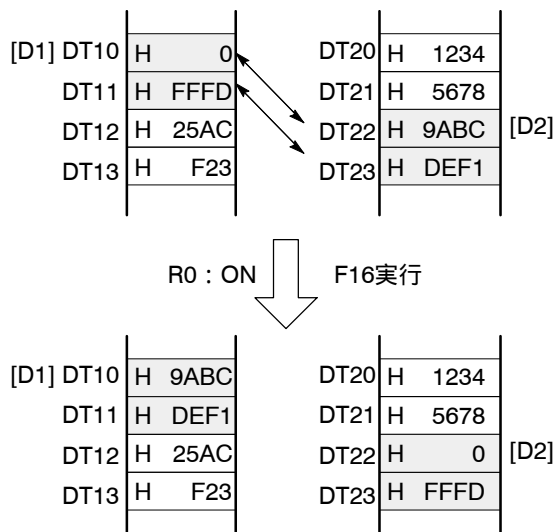 [D1] DT10 H 0 DT20 H 1234
DT11 H FFFD DT21 H 5678
DT12 H 25AC DT22 H 9ABC [D2]
DT13 H F23 DT23 H DEF1
R0：ON F16実行
[D1] DT10 H 9ABC DT20 H 1234
DT11 H DEF1 DT21 H 5678
DT12 H 25AC DT22 H 0 [D2]
DT13 H F23 DT23 H FFFD